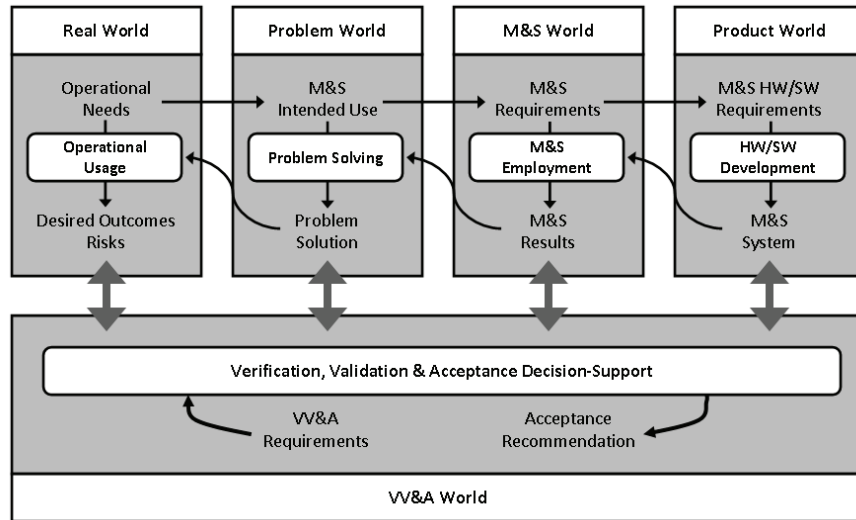 Real World
Problem World
M&S World
Product World
Operational
Needs
M&S
Intended Use
M&S
Requirements
M&S HW/SW
Requirements
Operational
Usage
Problem Solving
M&S
Employment
HW/SW
Development
Desired Outcomes
Risks
Problem
Solution
M&S
Results
M&S
System
Verification, Validation & Acceptance Decision-Support
VV&A
Requirements
Acceptance
Recommendation
VV&A World